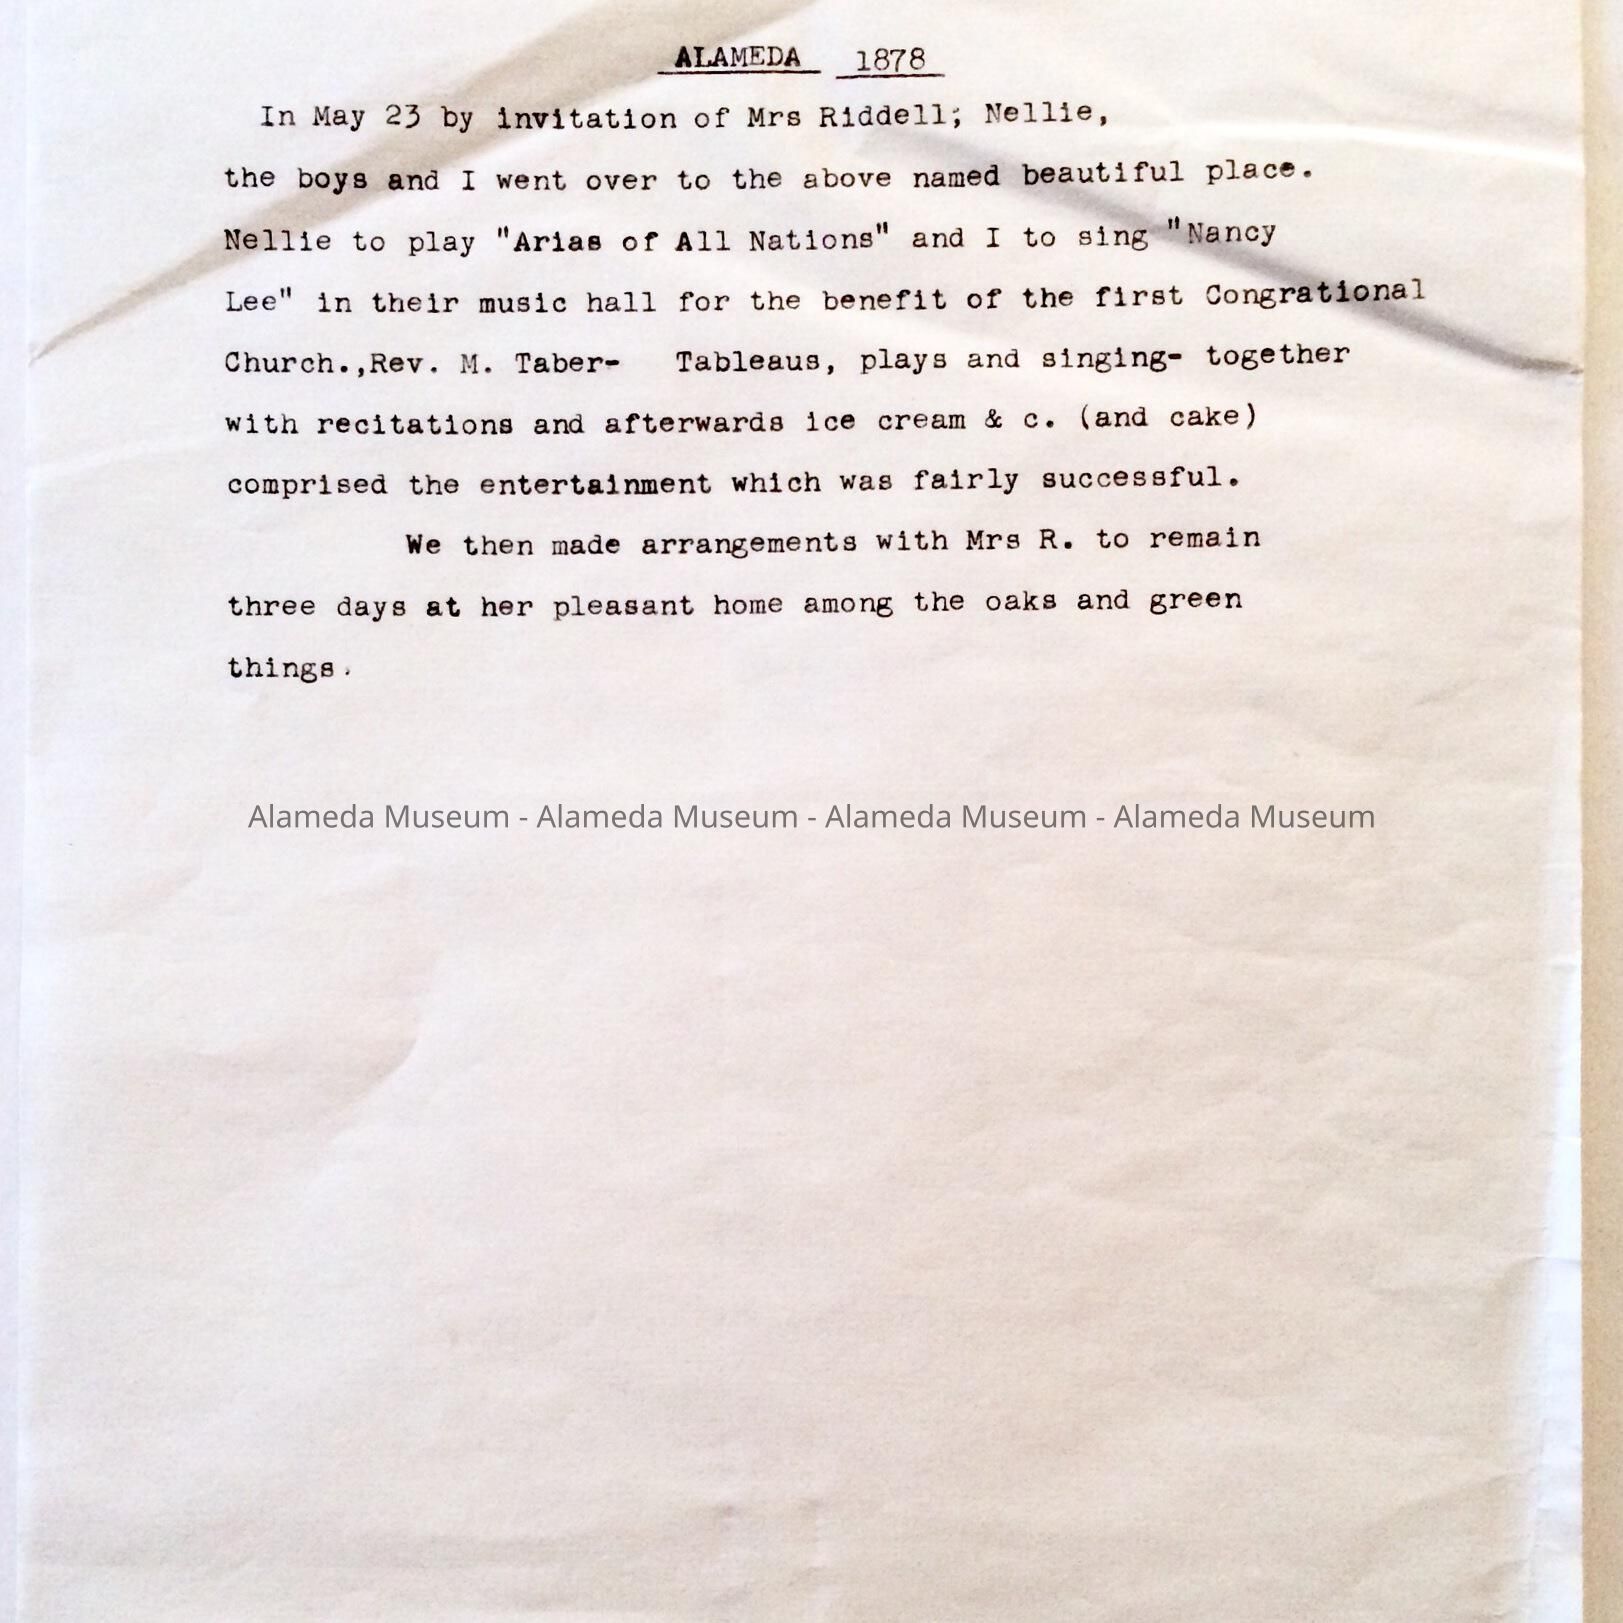 ALAMEDA 1878
In May 23 by invitation of Mrs Riddell; Nellie,
the boys and I went over to the above named beautiful place.
Nellie to play "Arias of All Nations" and I to sing "Nancy
Lee" in their music hall for the benefit of the first Congrational
Church.,Rev. M. Taber- Tableaus, plays and singing- together
with recitations and afterwards ice cream & c. (and cake)
comprised the entertainment which was fairly successful.
We then made arrangements with Mrs R. to remain
three days at her pleasant home among the oaks and green
things.
Alameda Museum - Alameda Museum - Alameda Museum - Alameda Museum